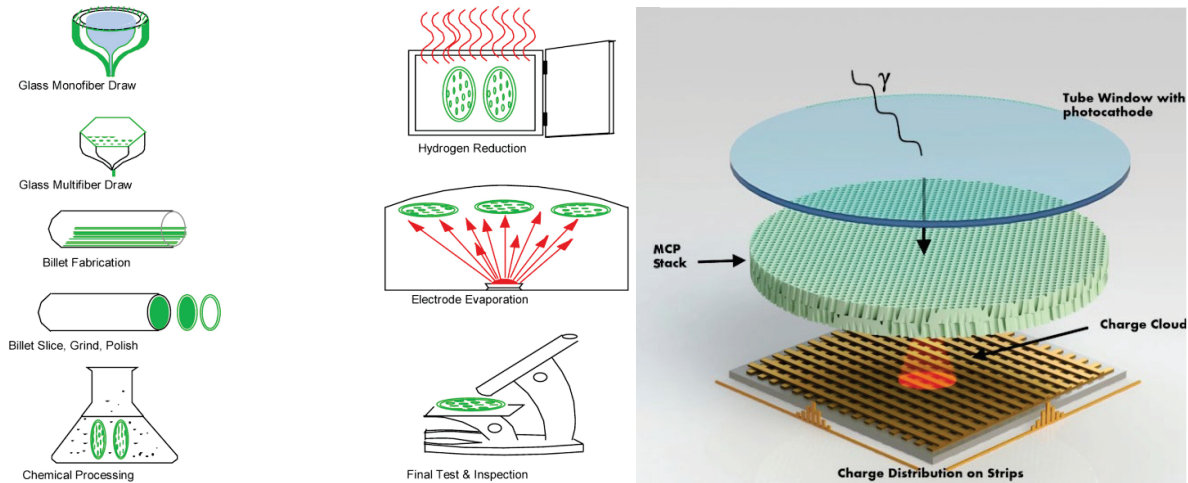 Glass Monofiber Draw
Glass Multifiber Draw
Billet Fabrication
Billet Slice, Grind, Polish
Chemical Processing
Hydrogen Reduction
Electrode Evaporation
Final Test & Inspection
γ
Tube Window with
photocathode
MCP
Stack
Charge Cloud
Charge Distribution on Strips